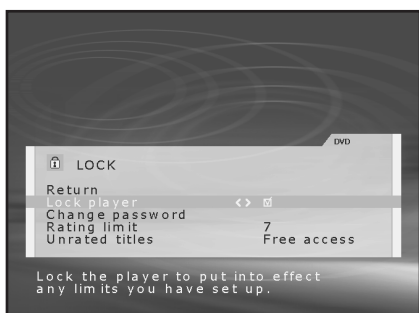 DVD
LOCK
Return
Lock player < >
Change password
Rating limit 7
Unrated titles Free access
Lock the player to put into effect
any limits you have set up.